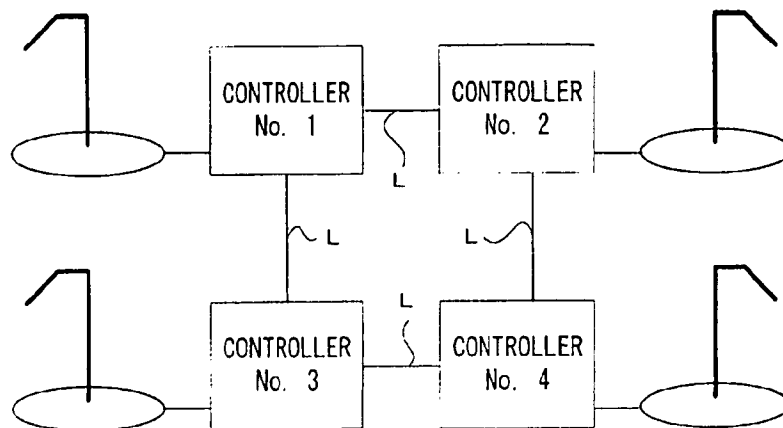 CONTROLLER
No. 1
CONTROLLER
No. 2
L
L
L
L
CONTROLLER
No. 3
CONTROLLER
No. 4